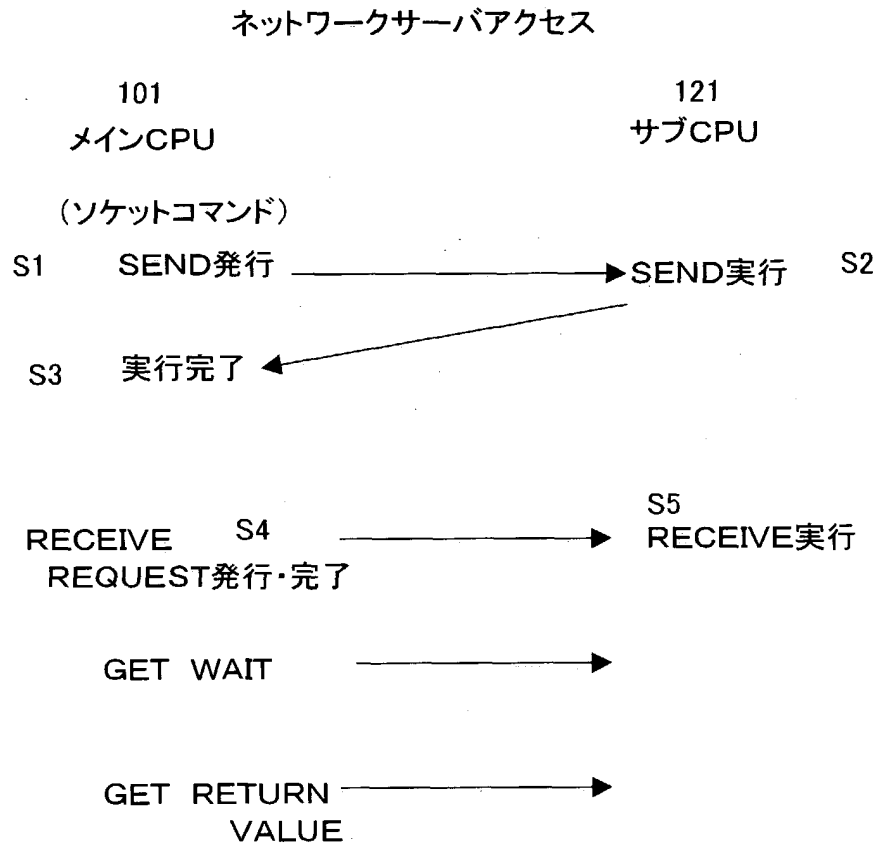 ネットワークサーバアクセス
101
メインCPU
121
サブCPU
(ソケットコマンド)
S1 SEND発行
SEND実行 S2
S3 実行完了
RECEIVE S4
REQUEST発行・完了
S5
RECEIVE実行
GET WAIT
GET RETURN
VALUE